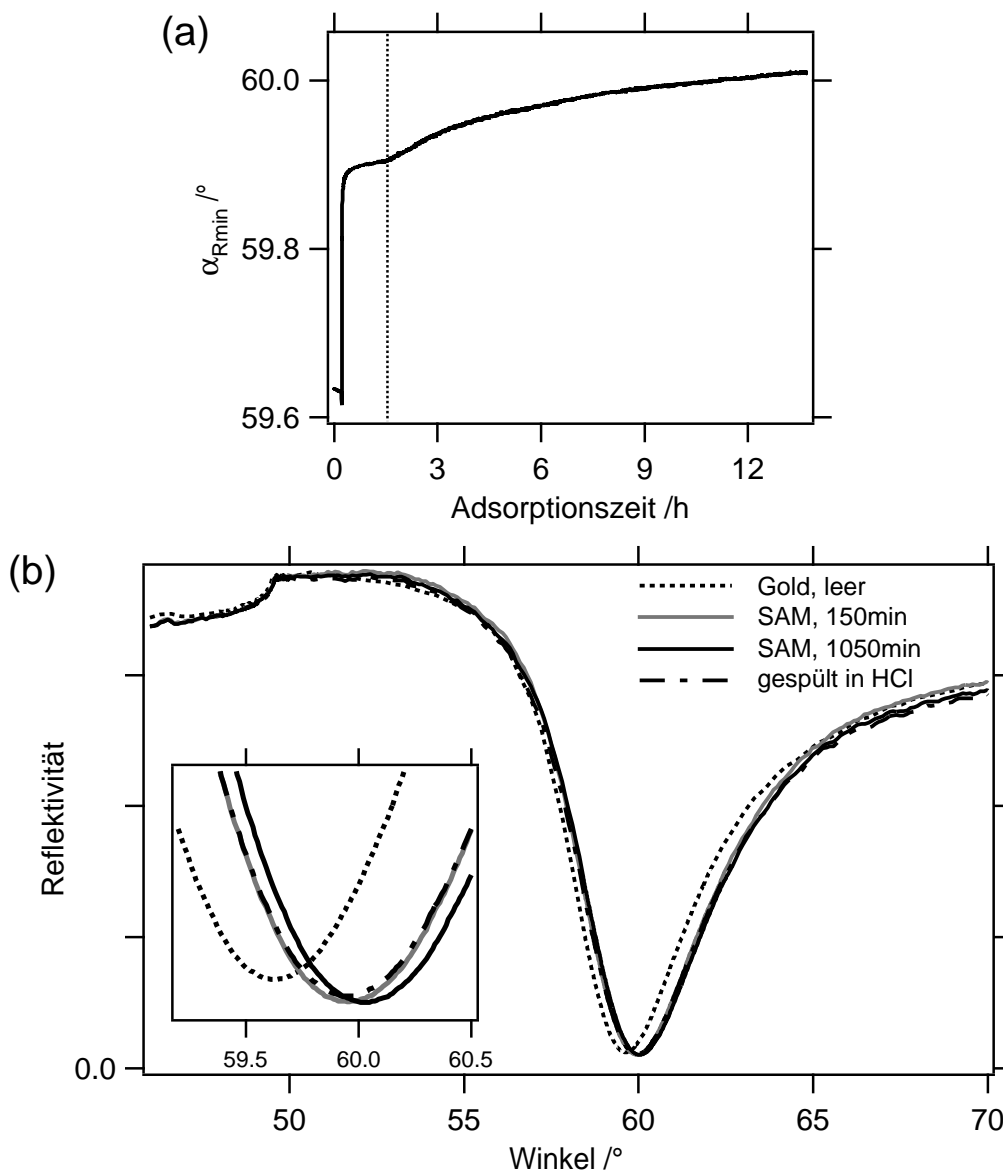 (a)
60.0
59.8
59.6
α_Rmin /°
0 3 6 9 12
Adsorptionszeit /h
(b)
Gold, leer
SAM, 150min
SAM, 1050min
gespült in HCl
Reflektivität
59.5 60.0 60.5
0.0
50 55 60 65 70
Winkel /°